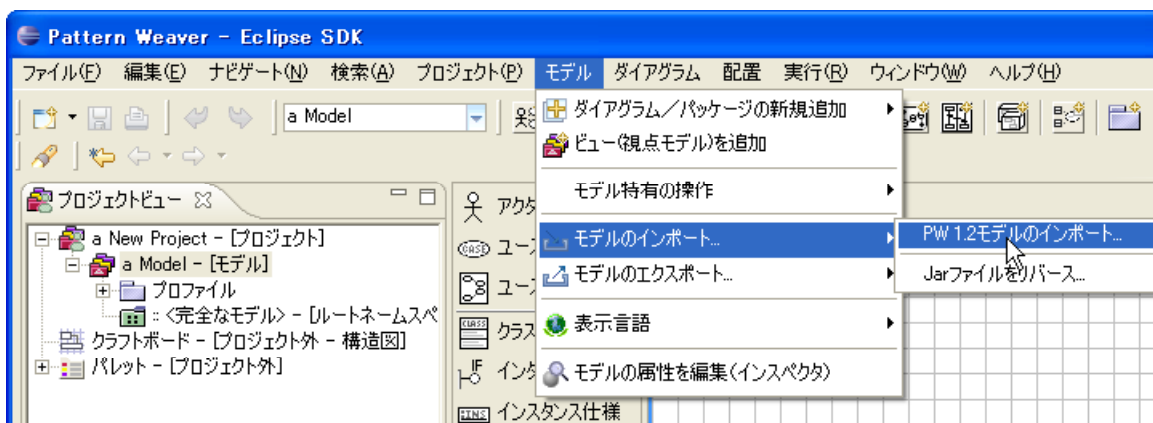 Pattern Weaver - Eclipse SDK
ファイル(F) 編集(E) ナビゲート(N) 検索(A) プロジェクト(P) モデル ダイアグラム 配置 実行(R) ウィンドウ(W) ヘルプ(H)
a Model
ダイアグラム／パッケージの新規追加
ビュー(視点モデル)を追加
モデル特有の操作
モデルのインポート...
モデルのエクスポート...
表示言語
モデルの属性を編集(インスペクタ)
PW 1.2モデルのインポート...
Jarファイルをリバース...
プロジェクトビュー
a New Project - [プロジェクト]
a Model - [モデル]
プロファイル
:: <完全なモデル> - [ルートネームスペ
クラフトボード - [プロジェクト外 - 構造図]
パレット - [プロジェクト外]
アクタ
CASE ユー
ユー
CLASS クラス
IF インタ
INS インスタンス仕様